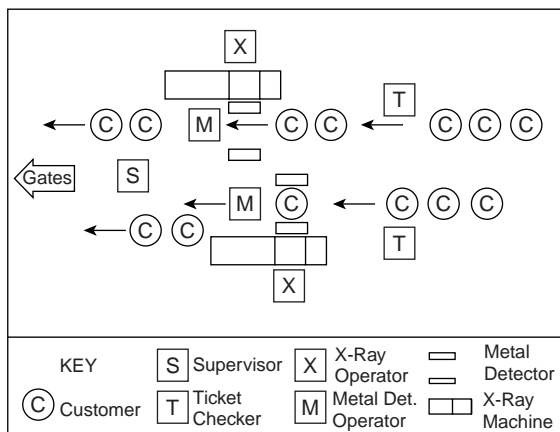 X
T
C C M C C C C C
Gates S
M C C C C
C C T
X
KEY
S Supervisor
X X-Ray Operator
Metal Detector
C Customer
T Ticket Checker
M Metal Det. Operator
X-Ray Machine